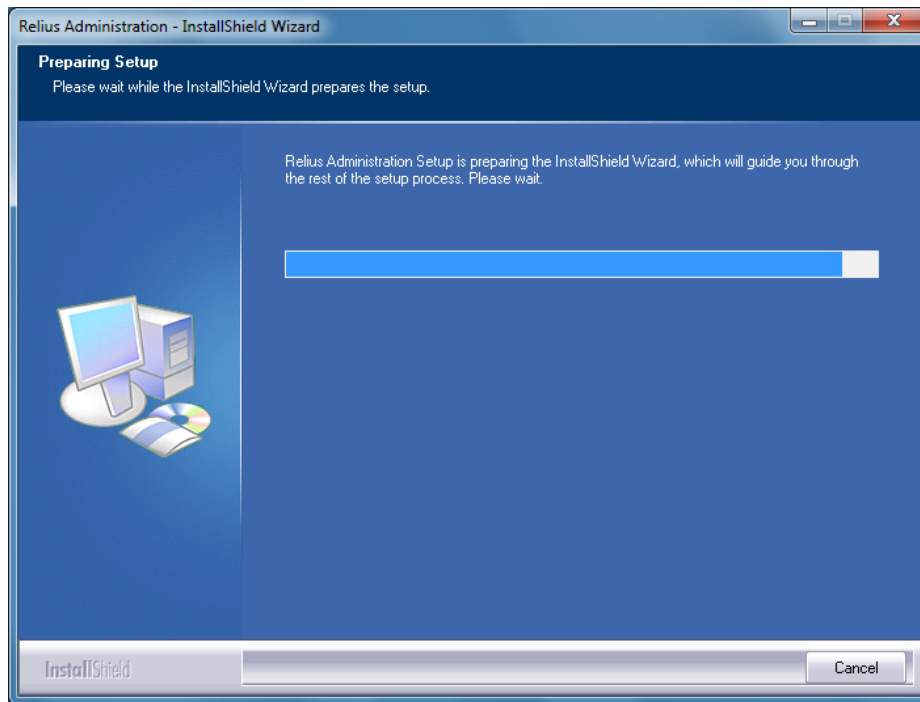 Relius Administration - InstallShield Wizard
Preparing Setup
Please wait while the InstallShield Wizard prepares the setup.
Relius Administration Setup is preparing the InstallShield Wizard, which will guide you through
the rest of the setup process. Please wait.
InstallShield
Cancel